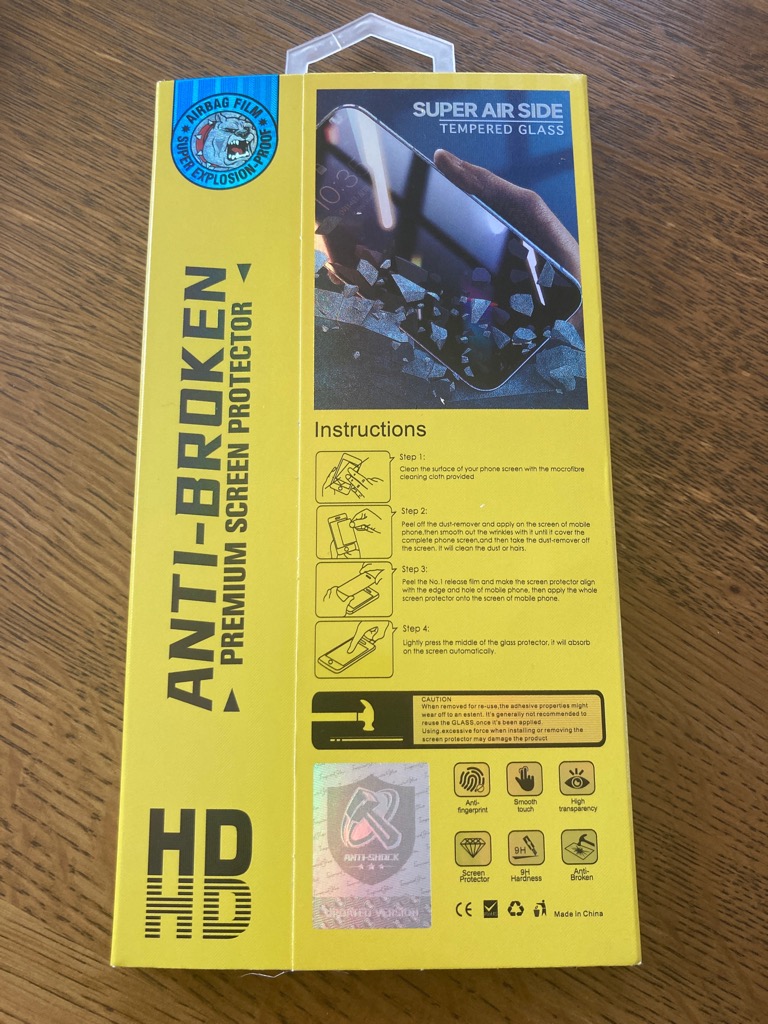 ★ AIRBAG FILM ★
SUPER EXPLOSION-PROOF
ANTI-BROKEN
PREMIUM SCREEN PROTECTOR
HD
HD
SUPER AIR SIDE
TEMPERED GLASS
10:3
Instructions
Step 1:
Clean the surface of your phone screen with the mocrofibre
cleaning cloth provided
Step 2:
Peel off the dust-remover and apply on the screen of mobile
phone,then smooth out the wrinkles with it until it cover the
complete phone screen,and then take the dust-remover off
the screen. It will clean the dust or hairs.
Step 3:
Peel the No.1 release film and make the screen protector align
with the edge and hole of mobile phone, then apply the whole
screen protector onto the screen of mobile phone.
Step 4:
Lightly press the middle of the glass protector, it will absorb
on the screen automatically.
CAUTION
When removed for re-use,the adhesive properties might
wear off to an extent. It's generally not recommended to
reuse the GLASS,once it's been applied.
Using.excessive force when installing or removing the
screen protector may damage the product
ANTI-SHOCK
VERSION
Anti-
fingerprint
Smooth
touch
High
transparency
9H
Screen
Protector
9H
Hardness
Anti-
Broken
CE
Made in China